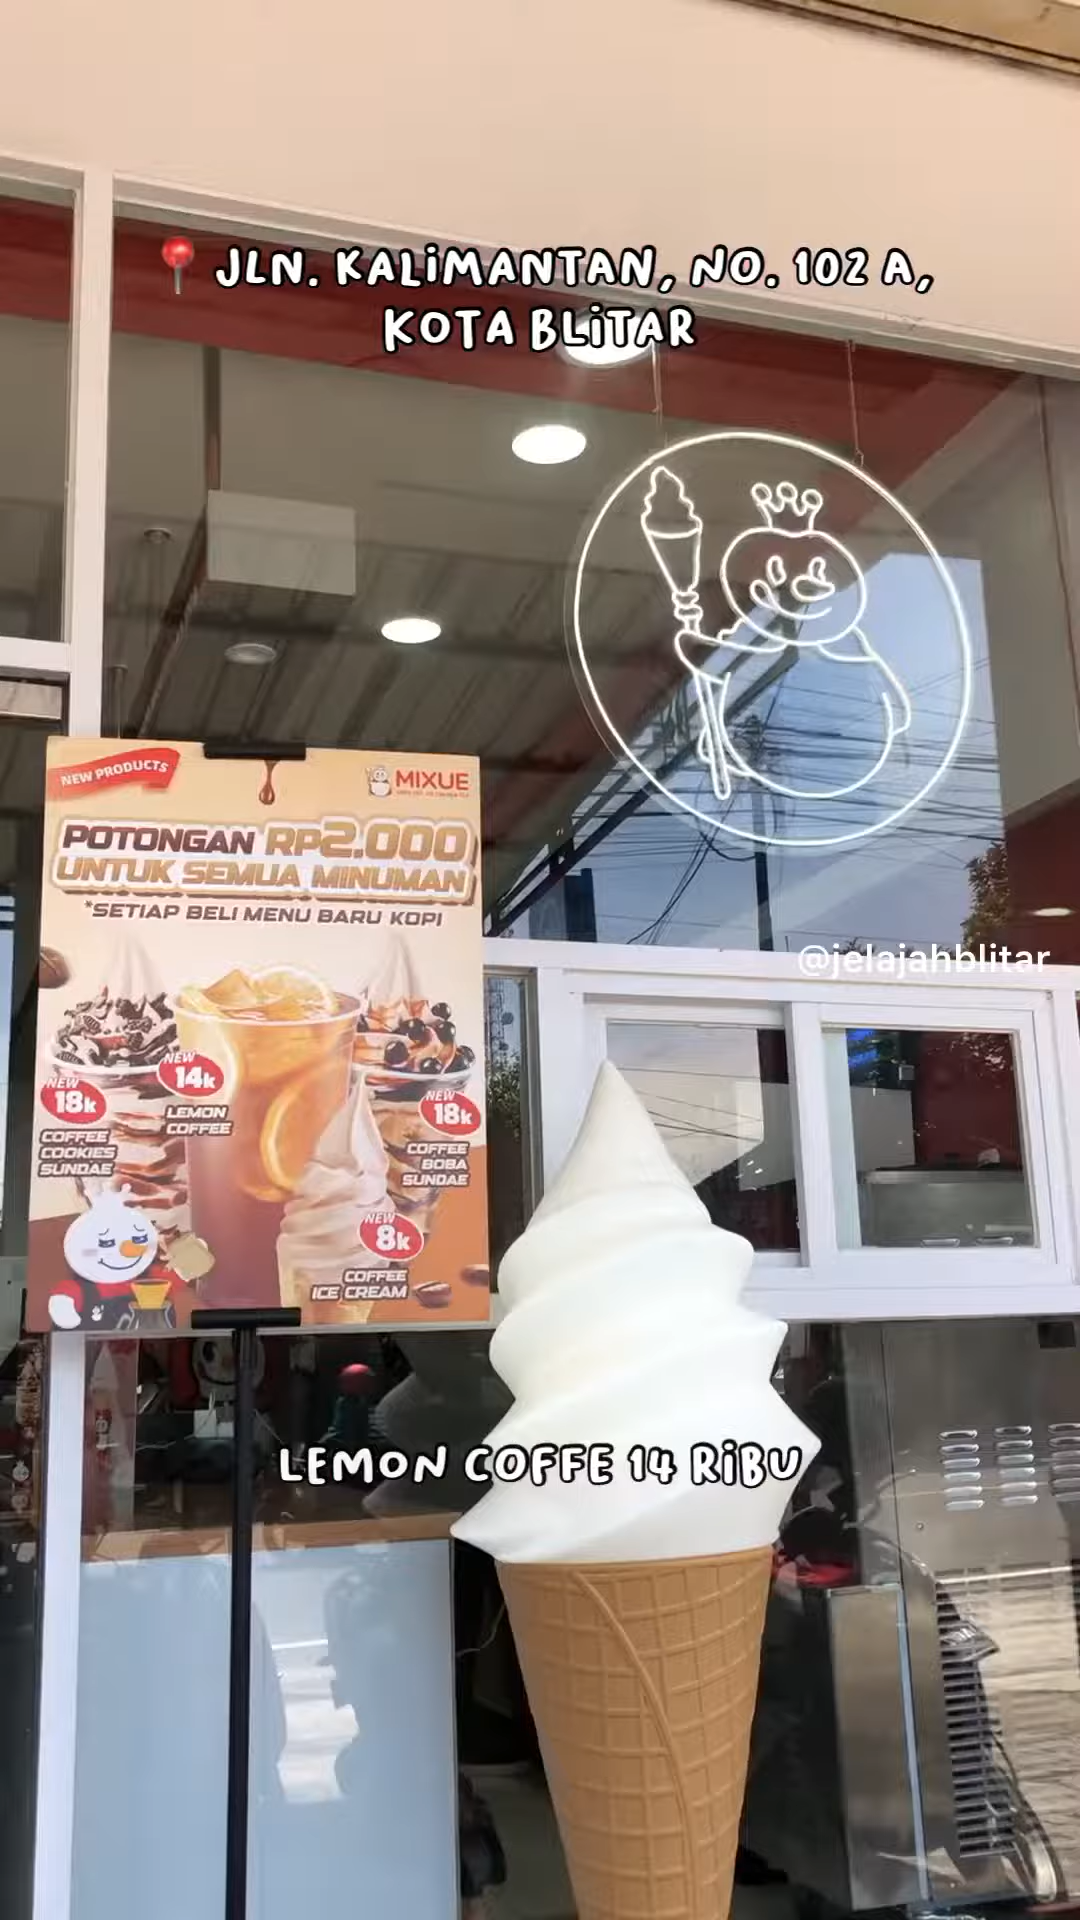 JLN. KALIMANTAN, NO. 102 A,
KOTA BLITAR
NEW PRODUCTS
MIXUE
POTONGAN RP2.000
UNTUK SEMUA MINUMAN
*SETIAP BELI MENU BARU KOPI
@jelajahblitar
NEW
14k
LEMON
COFFEE
NEW
18k
COFFEE
COOKIES
SUNDAE
NEW
18k
COFFEE
BOBA
SUNDAE
NEW
8k
COFFEE
ICE CREAM
LEMON COFFE 14 RIBU